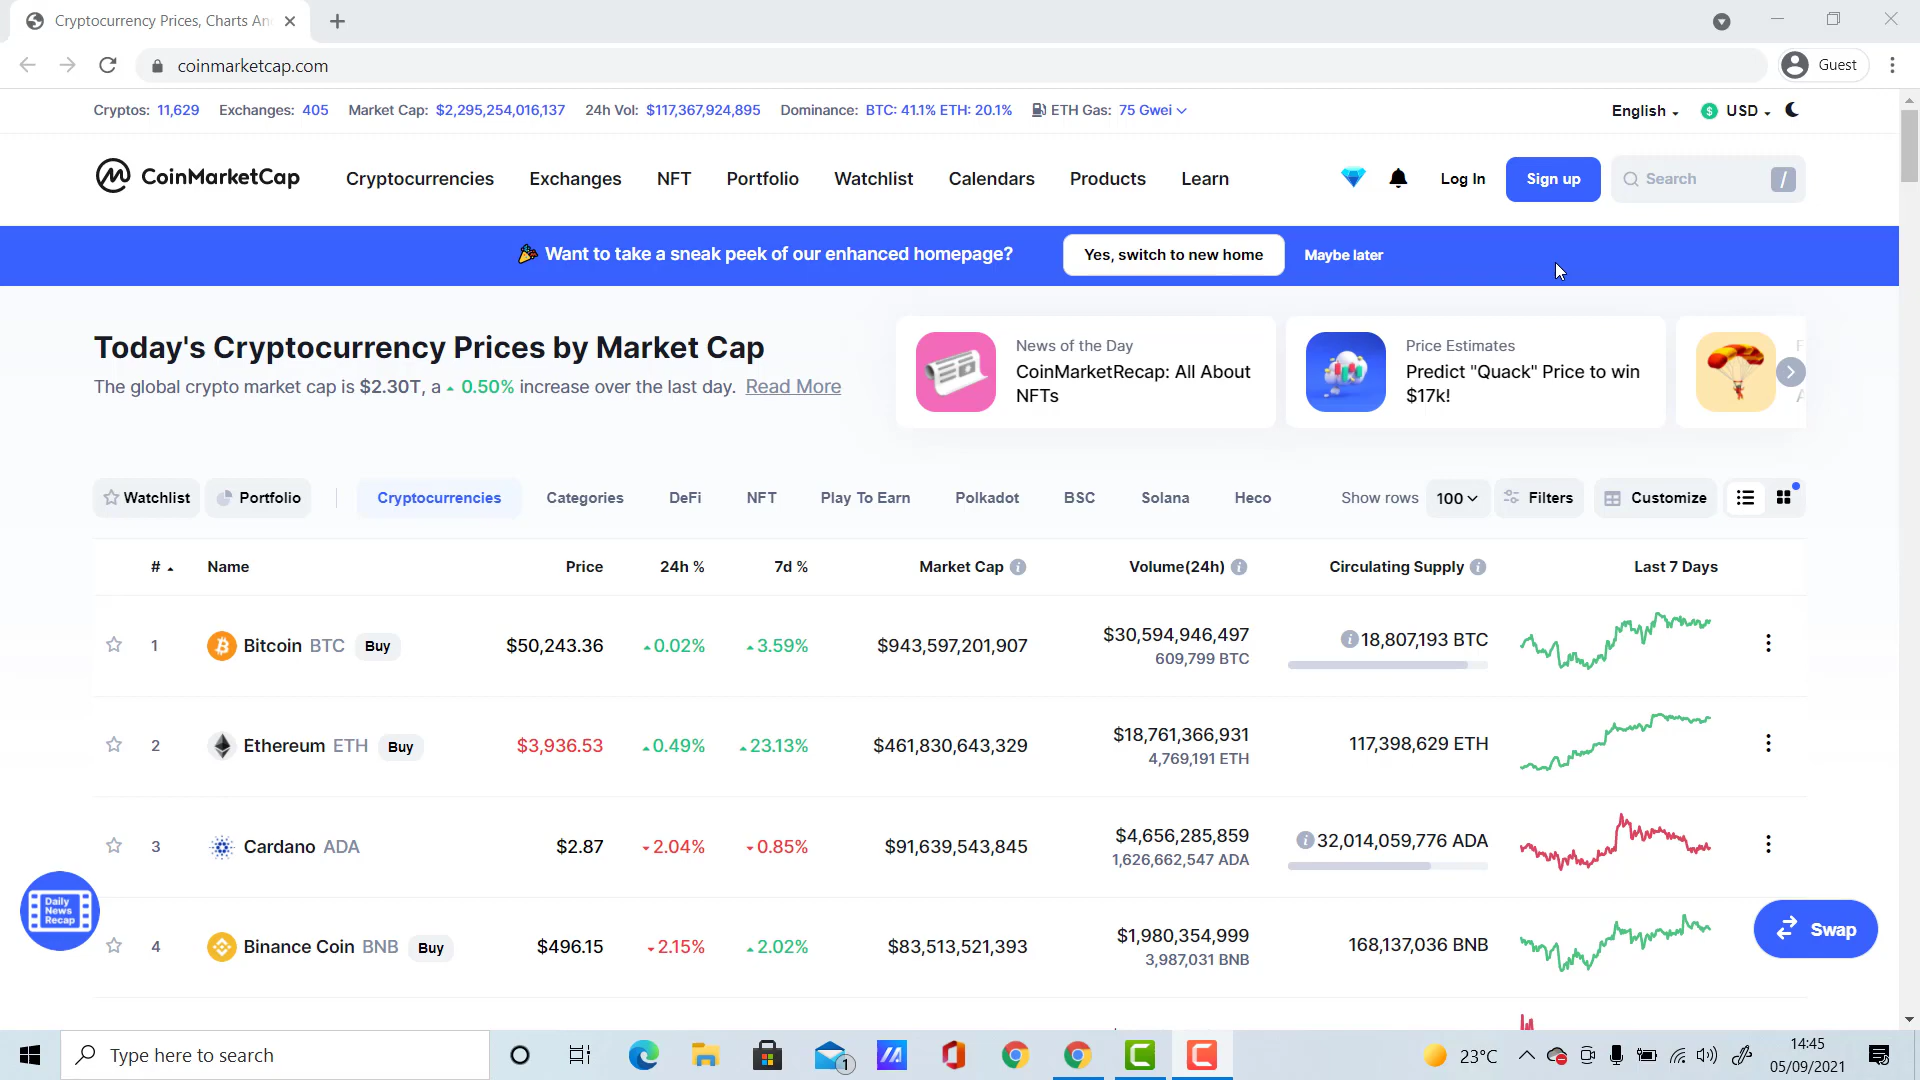 Cryptocurrency Prices, Charts An
coinmarketcap.com
Guest
Cryptos: 11,629 Exchanges: 405 Market Cap: $2,295,254,016,137 24h Vol: $117,367,924,895 Dominance: BTC: 41.1% ETH: 20.1% ETH Gas: 75 Gwei
English $ USD
CoinMarketCap Cryptocurrencies Exchanges NFT Portfolio Watchlist Calendars Products Learn Log In Sign up Search /
Want to take a sneak peek of our enhanced homepage? Yes, switch to new home Maybe later
Today's Cryptocurrency Prices by Market Cap
The global crypto market cap is $2.30T, a 0.50% increase over the last day. Read More
News of the Day
CoinMarketRecap: All About
NFTs
Price Estimates
Predict "Quack" Price to win
$17k!
Watchlist Portfolio Cryptocurrencies Categories DeFi NFT Play To Earn Polkadot BSC Solana Heco Show rows 100 Filters Customize
# Name Price 24h % 7d % Market Cap Volume(24h) Circulating Supply Last 7 Days
1 Bitcoin BTC Buy $50,243.36 0.02% 3.59% $943,597,201,907 $30,594,946,497 18,807,193 BTC
609,799 BTC
2 Ethereum ETH Buy $3,936.53 0.49% 23.13% $461,830,643,329 $18,761,366,931 117,398,629 ETH
4,769,191 ETH
3 Cardano ADA $2.87 2.04% 0.85% $91,639,543,845 $4,656,285,859 32,014,059,776 ADA
1,626,662,547 ADA
4 Binance Coin BNB Buy $496.15 2.15% 2.02% $83,513,521,393 $1,980,354,999 168,137,036 BNB
3,987,031 BNB
Daily
News
Recap
Swap
Type here to search
1
23°C
14:45
05/09/2021